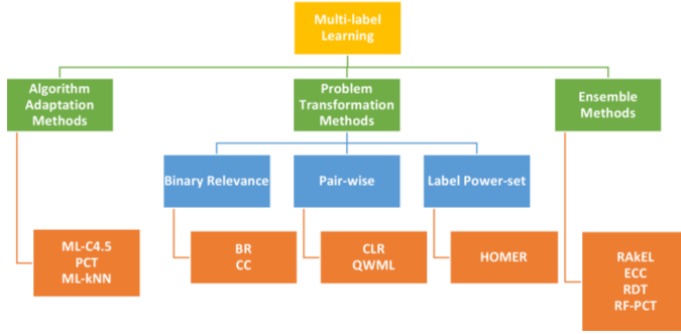 Multi-label
Learning
Algorithm
Adaptation
Methods
Problem
Transformation
Methods
Ensemble
Methods
Binary Relevance
Pair-wise
Label Power-set
ML-C4.5
PCT
ML-kNN
BR
CC
CLR
QWML
HOMER
RAkEL
ECC
RDT
RF-PCT